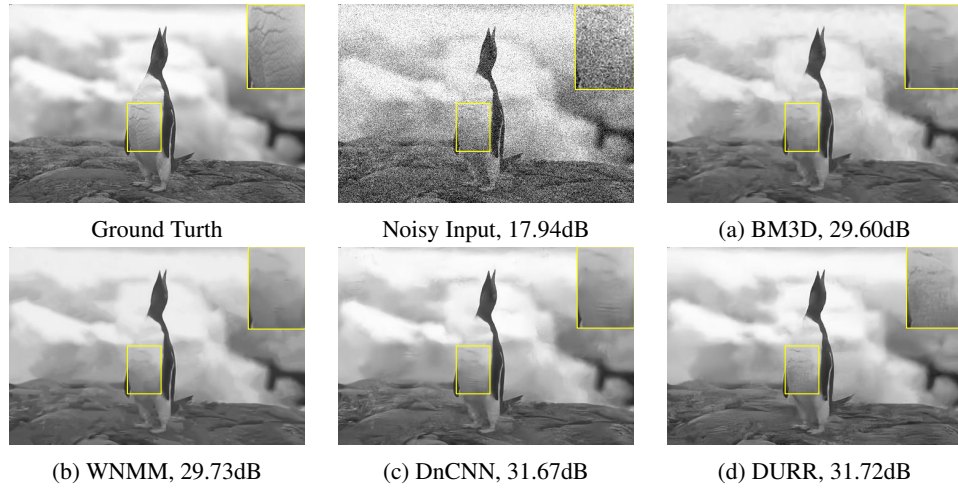 Ground Turth
Noisy Input, 17.94dB
(a) BM3D, 29.60dB
(b) WNMM, 29.73dB
(c) DnCNN, 31.67dB
(d) DURR, 31.72dB